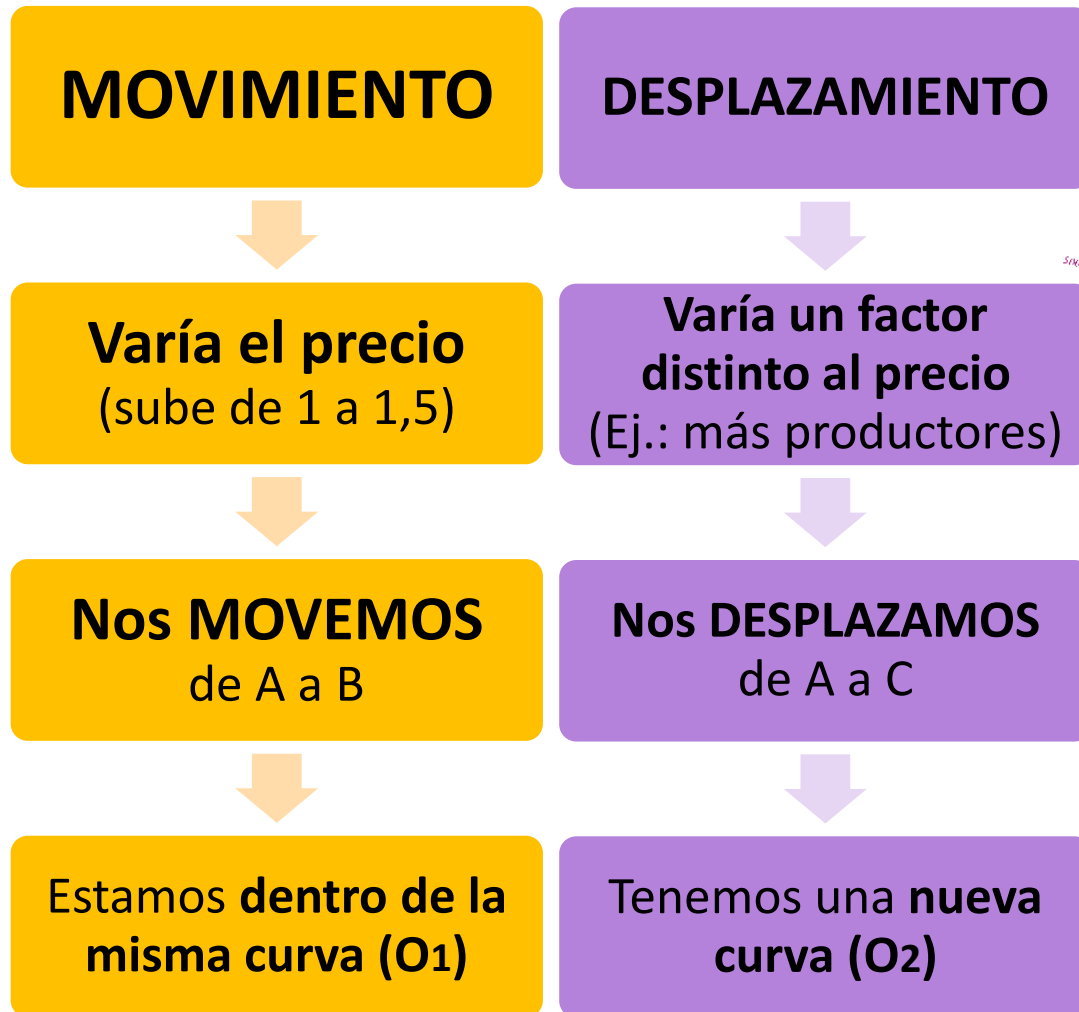 MOVIMIENTO
Varía el precio
(sube de 1 a 1,5)
Nos MOVEMOS
de A a B
Estamos dentro de la
misma curva (O1)
DESPLAZAMIENTO
Varía un factor
distinto al precio
(Ej.: más productores)
Nos DESPLAZAMOS
de A a C
Tenemos una nueva
curva (O2)